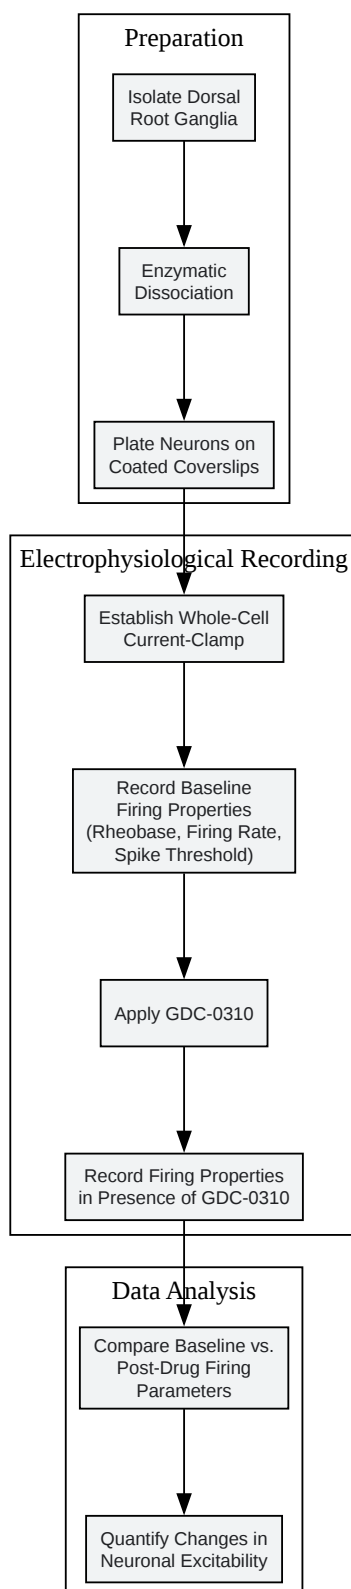 Preparation
Isolate Dorsal
Root Ganglia
Enzymatic
Dissociation
Plate Neurons on
Coated Coverslips
Electrophysiological Recording
Establish Whole-Cell
Current-Clamp
Record Baseline
Firing Properties
(Rheobase, Firing Rate,
Spike Threshold)
Apply GDC-0310
Record Firing Properties
in Presence of GDC-0310
Data Analysis
Compare Baseline vs.
Post-Drug Firing
Parameters
Quantify Changes in
Neuronal Excitability